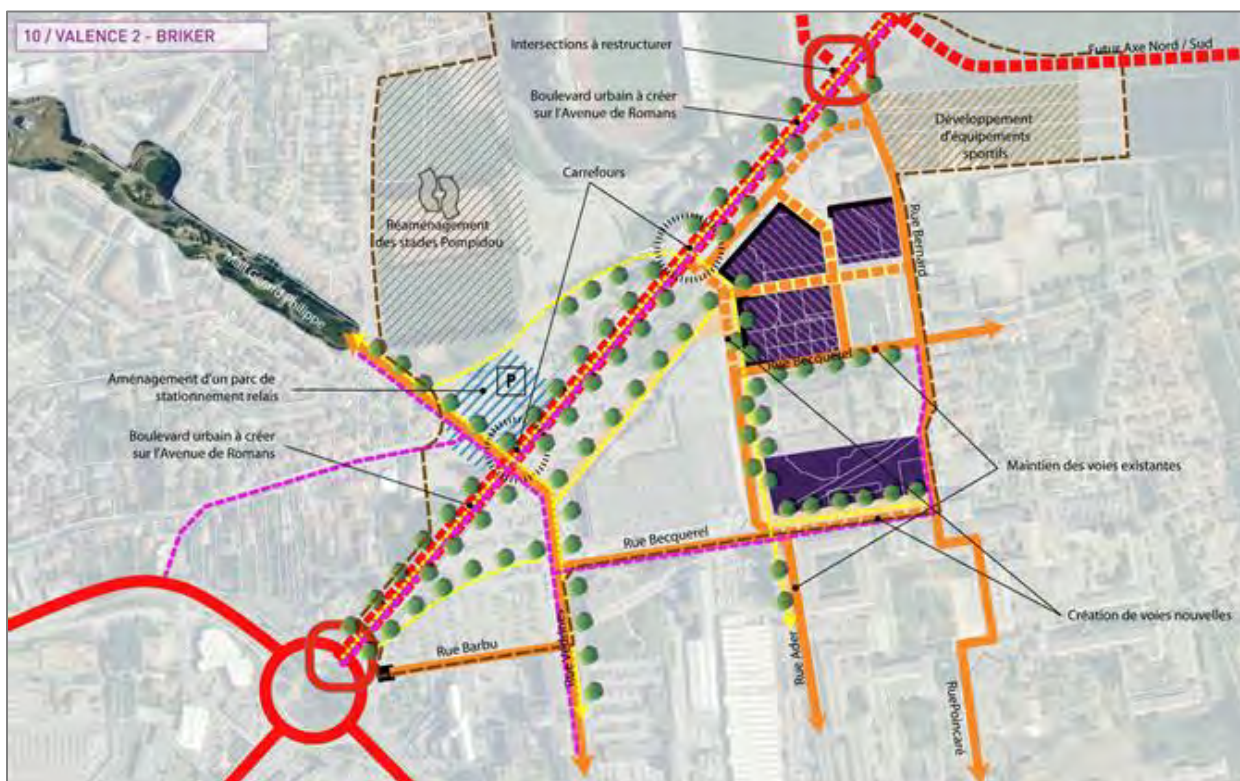 10 / VALENCE 2 - BRIKER
Intersections à restructurer
Futur Axe Nord / Sud
Boulevard urbain à créer
sur l'Avenue de Romans
Développement
d'équipements
sportifs
Carrefours
Réaménagement
des stades Pompidou
Rue Bernard
Philippe
Rue Becquerel
P
Aménagement d'un parc de
stationnement relais
Boulevard urbain à créer
sur l'Avenue de Romans
Maintien des voies existantes
Rue Becquerel
Création de voies nouvelles
Rue Barbu
Rue
Rue Ader
RuePoincaré